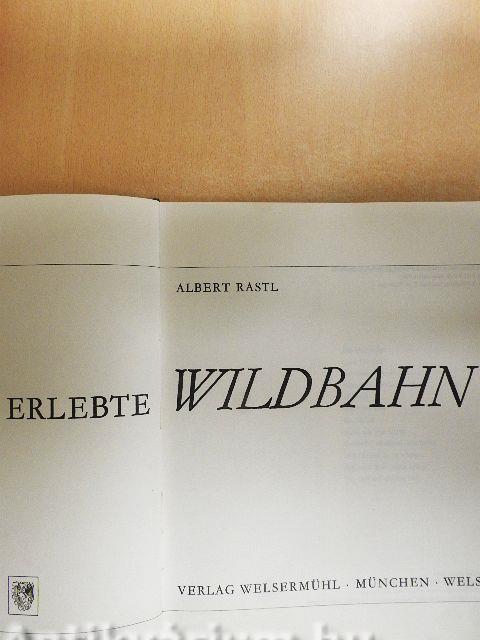 ALBERT RASTL
ERLEBTE WILDBAHN
VERLAG WELSERMÜHL · MÜNCHEN · WELS